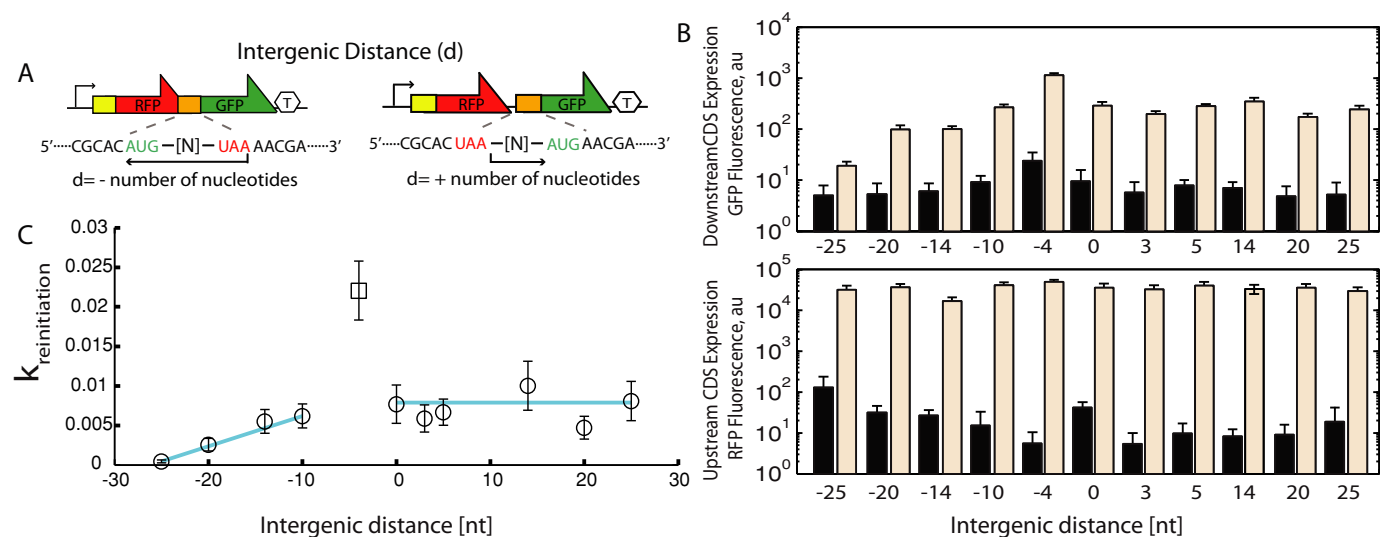 Intergenic Distance (d)
A
RFP
GFP
T
5’·····CGCAC AUG –[N]– UAA AACGA·····3’
d= - number of nucleotides
RFP
GFP
T
5’·····CGCAC UAA –[N]– AUG AACGA·····3’
d= + number of nucleotides
B
DownstreamCDS Expression
GFP Fluorescence, au
10^4
10^3
10^2
10^1
10^0
-25 -20 -14 -10 -4 0 3 5 14 20 25
Upstream CDS Expression
RFP Fluorescence, au
10^5
10^4
10^3
10^2
10^1
10^0
-25 -20 -14 -10 -4 0 3 5 14 20 25
Intergenic distance [nt]
C
kreinitiation
0.03
0.025
0.02
0.015
0.01
0.005
0
-30 -20 -10 0 10 20 30
Intergenic distance [nt]